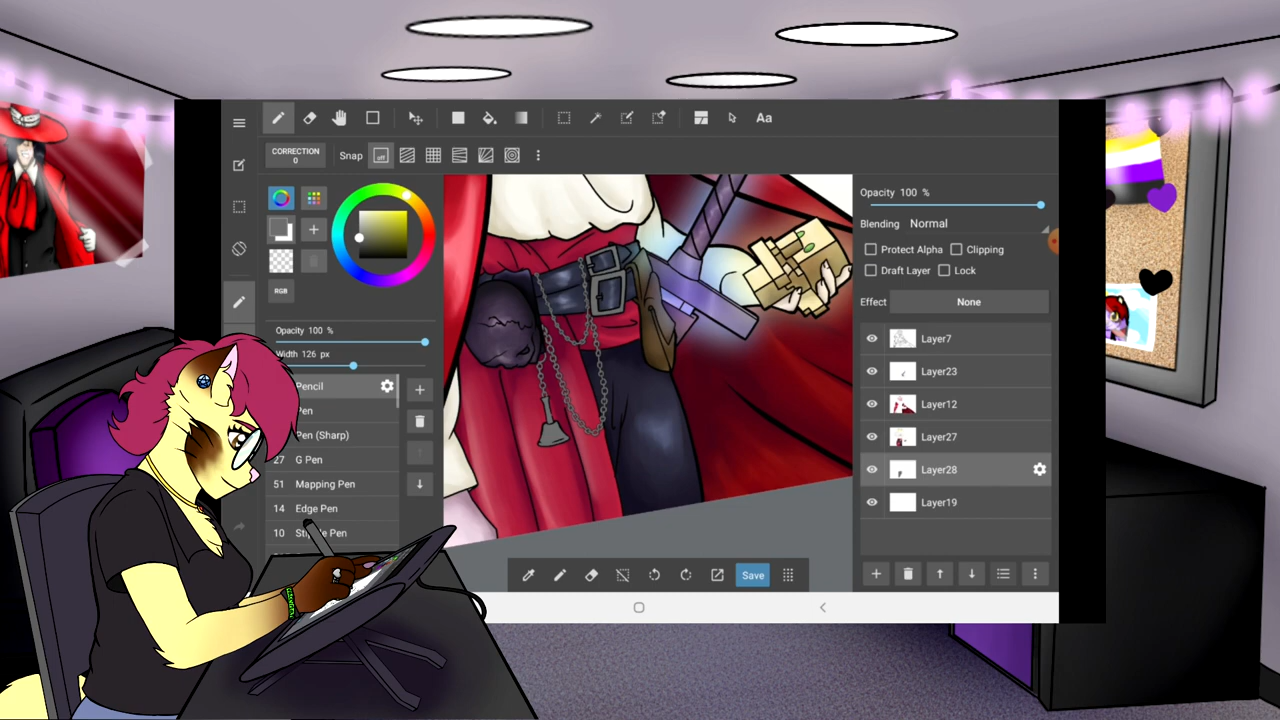 Aa
CORRECTION
0
Snap
off
Opacity 100 %
Blending Normal
Protect Alpha
Clipping
Draft Layer
Lock
Effect
None
RGB
Opacity 100 %
Width 126 px
Pencil
Pen
Pen (Sharp)
27 G Pen
51 Mapping Pen
14 Edge Pen
10 Pen
Layer7
Layer23
Layer12
Layer27
Layer28
Layer19
Save